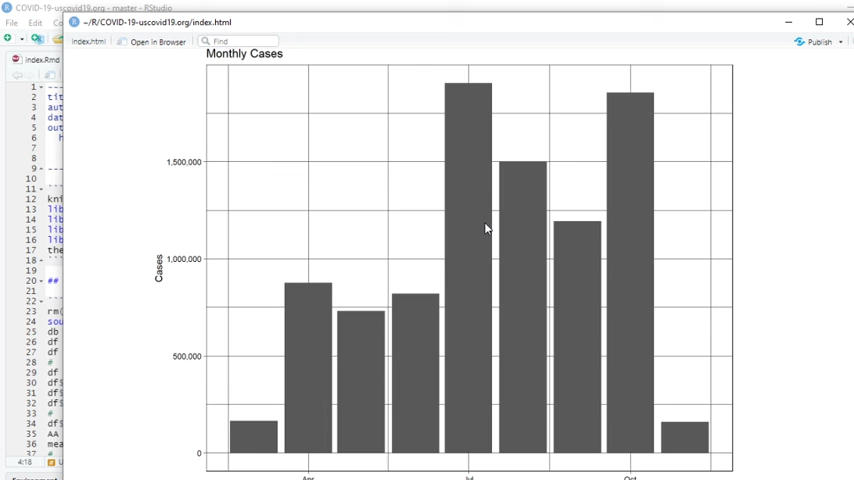 COVID-19-uscovid19.org - master - RStudio
File Edit
~/R/COVID-19-uscovid19.org/index.html
index.html Open in Browser Find Publish
Monthly Cases
index.Rmd
1 ---
2 tit
3 aut
4 dat
5 out
6 h
7
8
9 ---
10
11 ```
12 kni
13 lib
14 lib
15 lib
16 lib
17 the
18 ```
19
20 ##
21
22 ```
23 rm(
24 sou
25 db
26 df
27 df
28 #
29 df
30 df$
31 df$
32 df$
33 #
34 df$
35 AA
36 mea
37 #
4:18
Environment
1,500,000
1,000,000
500,000
0
Cases
Apr Jul Oct